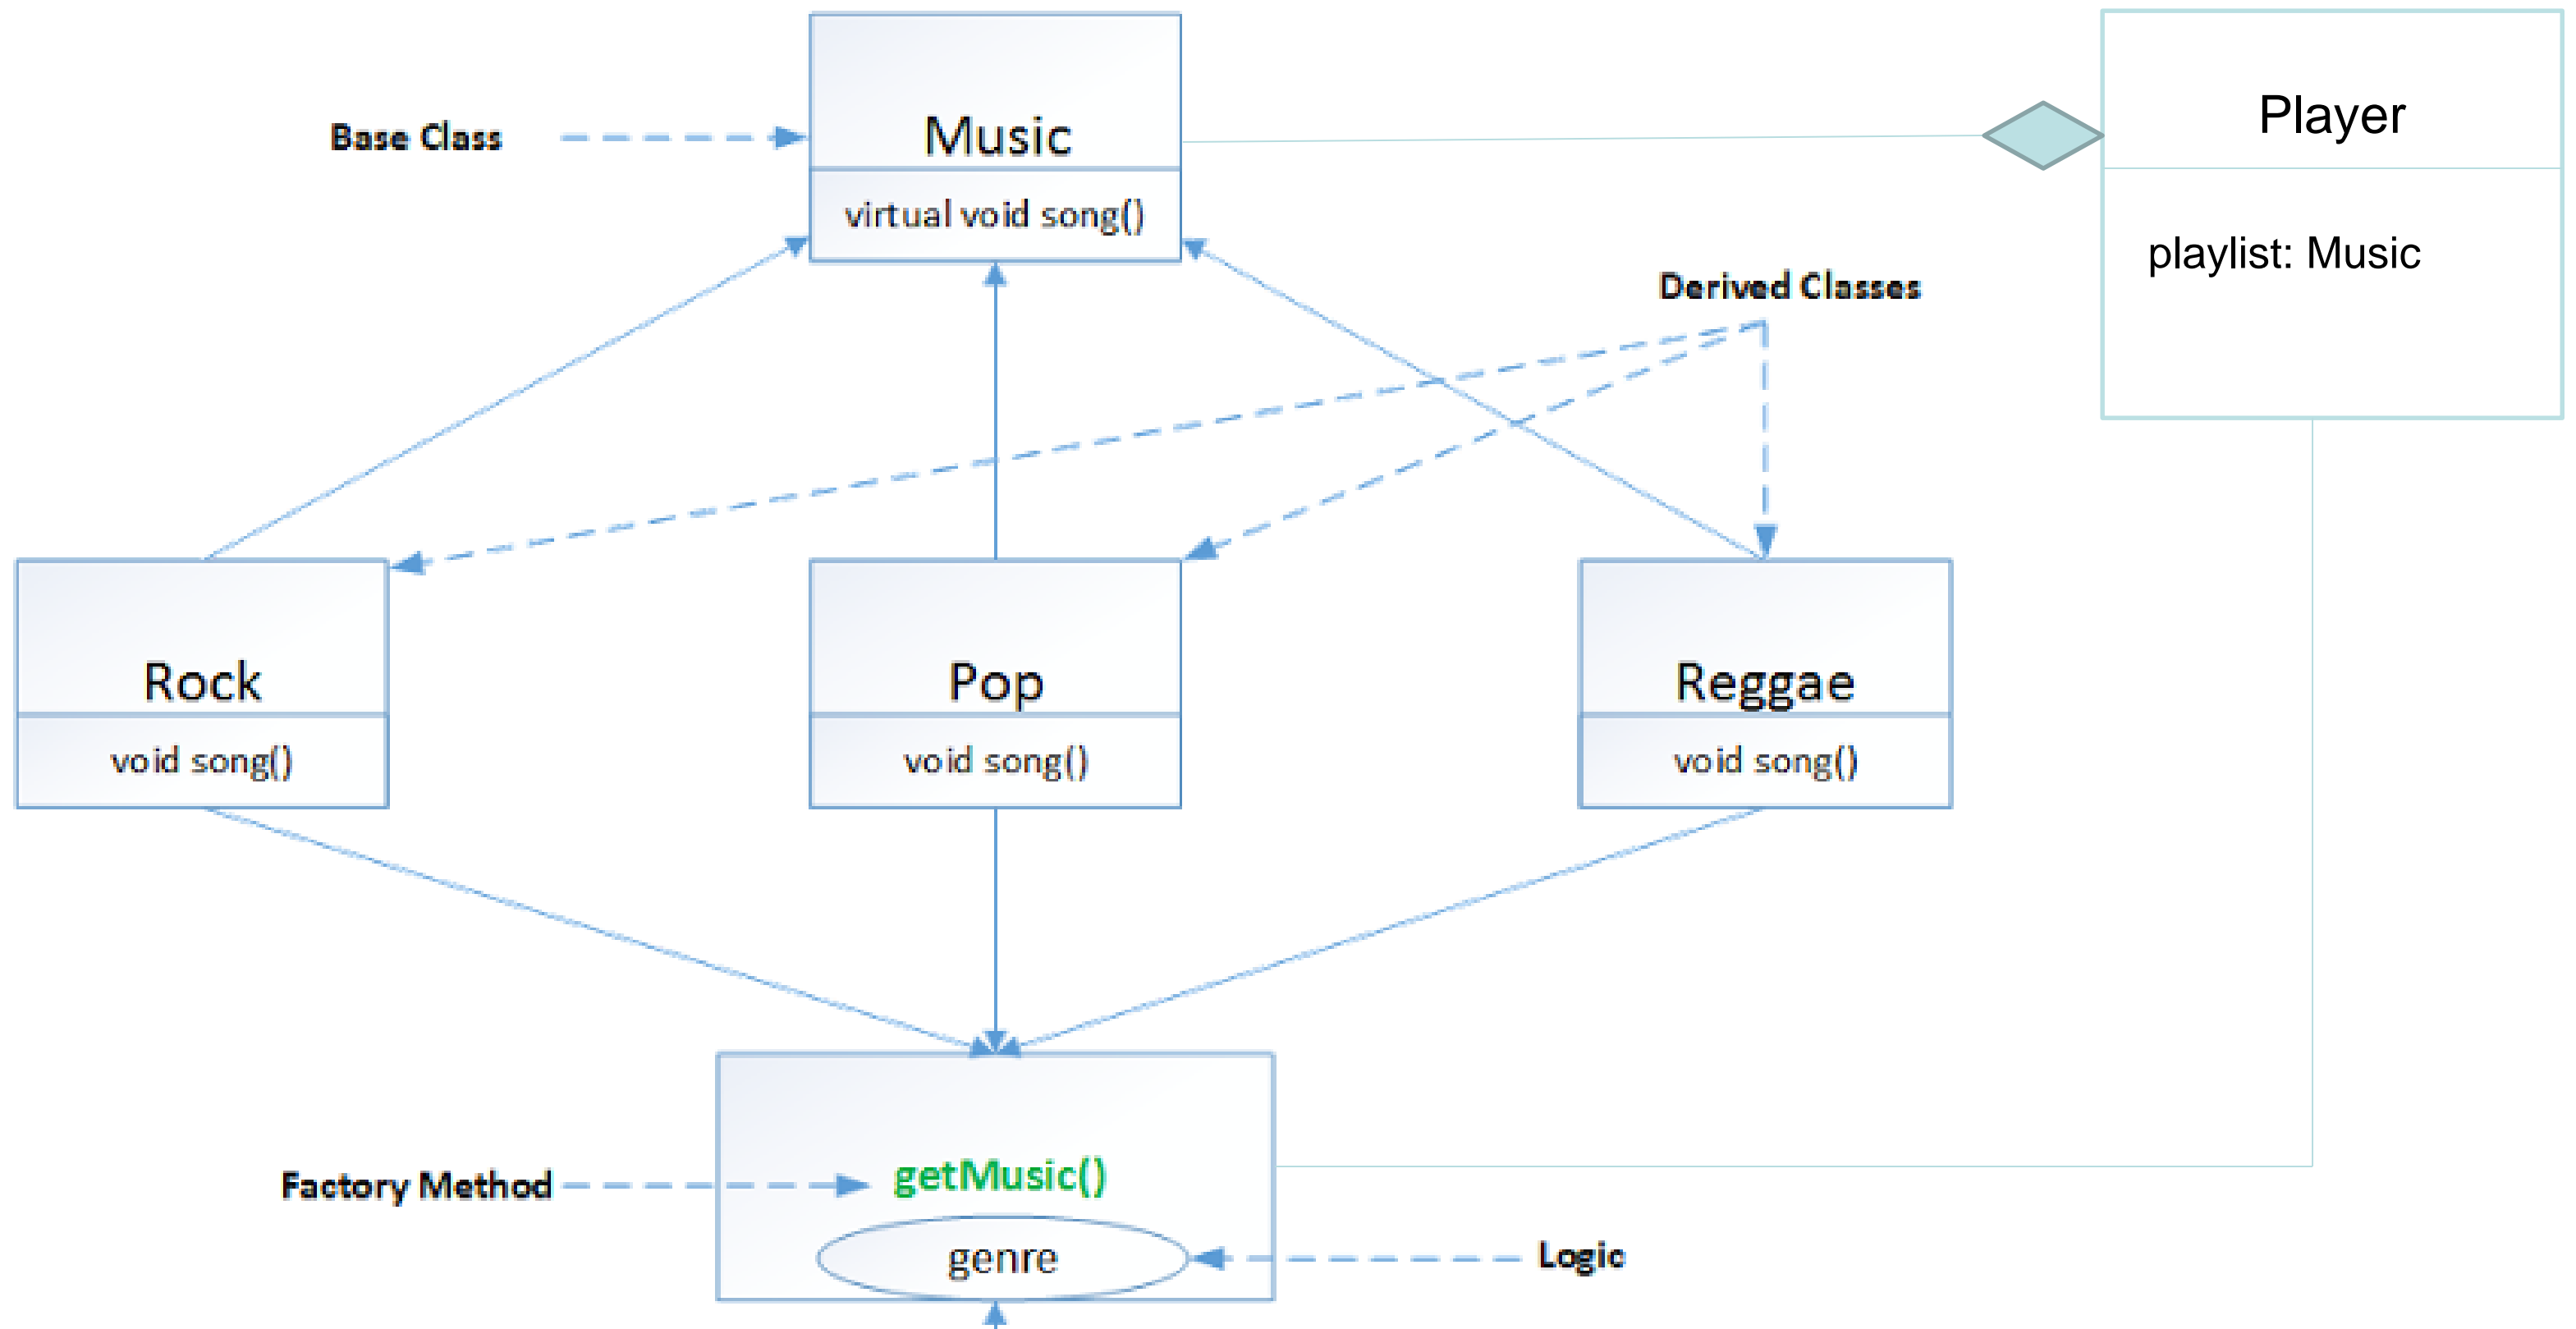 Base Class
Music
virtual void song()
Player
playlist: Music
Derived Classes
Rock
void song()
Pop
void song()
Reggae
void song()
Factory Method
getMusic()
genre
Logic